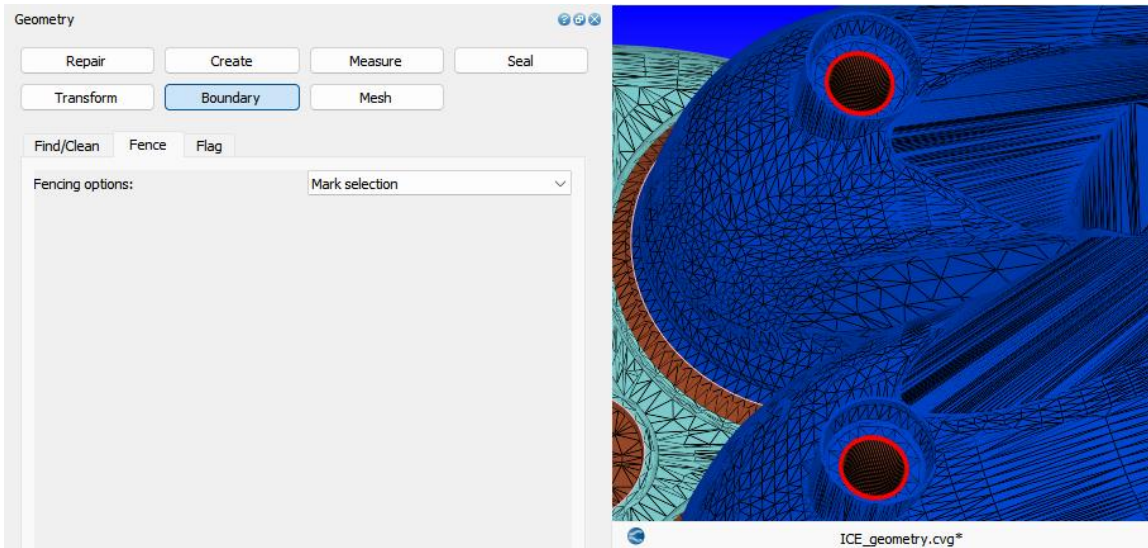 Geometry
Repair Create Measure Seal
Transform Boundary Mesh
Find/Clean Fence Flag
Fencing options: Mark selection
ICE_geometry.cvg*